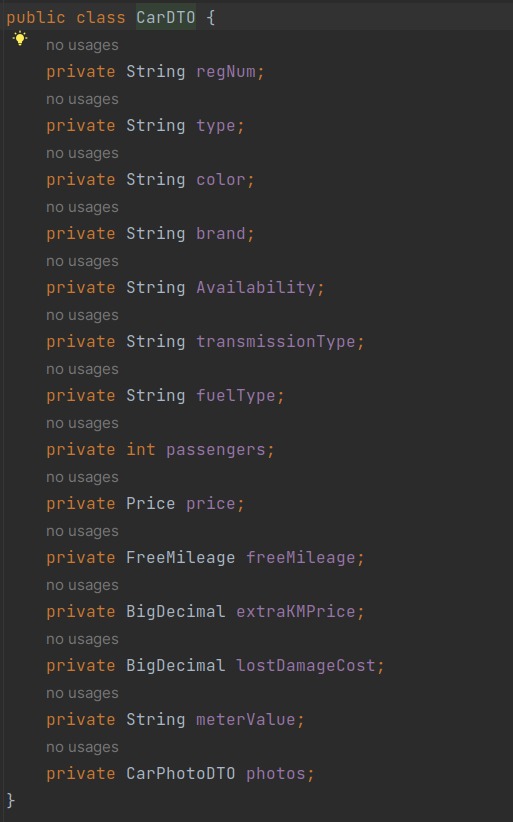 public class CarDTO {
no usages
private String regNum;
no usages
private String type;
no usages
private String color;
no usages
private String brand;
no usages
private String Availability;
no usages
private String transmissionType;
no usages
private String fuelType;
no usages
private int passengers;
no usages
private Price price;
no usages
private FreeMileage freeMileage;
no usages
private BigDecimal extraKMPrice;
no usages
private BigDecimal lostDamageCost;
no usages
private String meterValue;
no usages
private CarPhotoDTO photos;
}